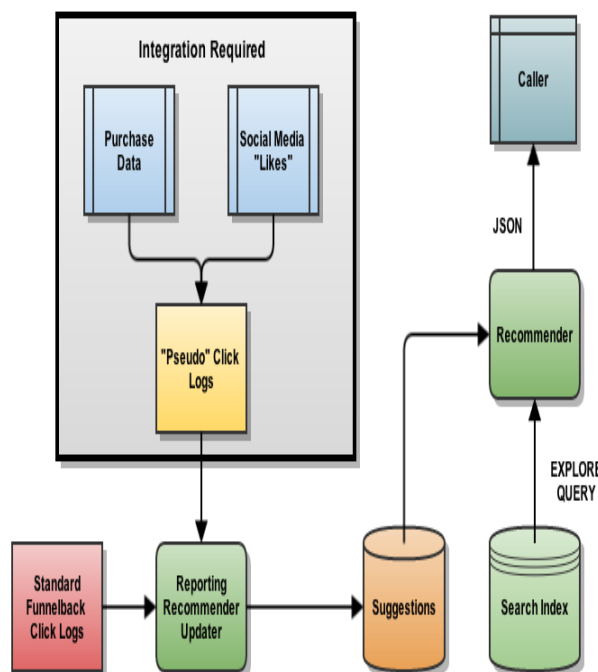 Integration Required
Caller
Purchase
Data
Social Media
"Likes"
JSON
"Pseudo" Click
Logs
Recommender
EXPLORE
QUERY
Standard
Funnelback
Click Logs
Reporting
Recommender
Updater
Suggestions
Search Index